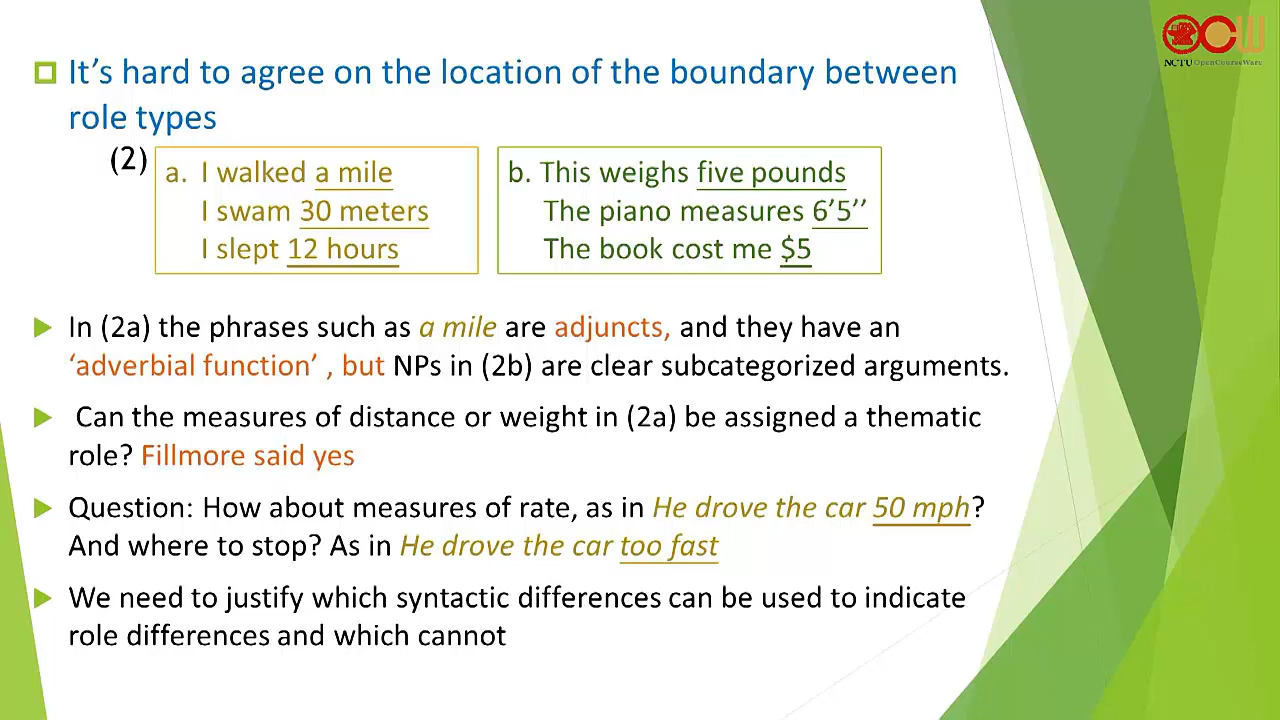 It's hard to agree on the location of the boundary between
role types
(2)
a. I walked a mile
I swam 30 meters
I slept 12 hours
b. This weighs five pounds
The piano measures 6'5''
The book cost me $5
In (2a) the phrases such as a mile are adjuncts, and they have an
'adverbial function' , but NPs in (2b) are clear subcategorized arguments.
Can the measures of distance or weight in (2a) be assigned a thematic
role? Fillmore said yes
Question: How about measures of rate, as in He drove the car 50 mph?
And where to stop? As in He drove the car too fast
We need to justify which syntactic differences can be used to indicate
role differences and which cannot
OCW
NCTU OpenCourseWare